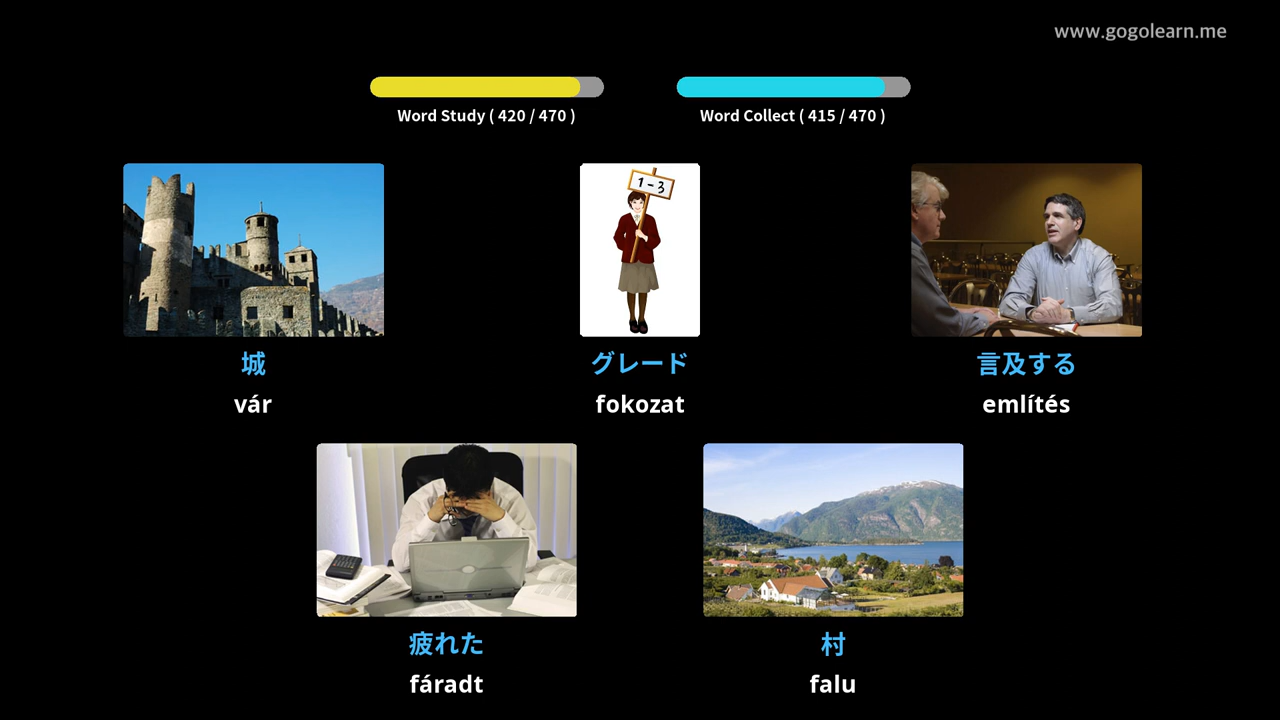 www.gogolearn.me
Word Study ( 420 / 470 )
Word Collect ( 415 / 470 )
1-3
城
グレード
言及する
vár
fokozat
említés
疲れた
村
fáradt
falu